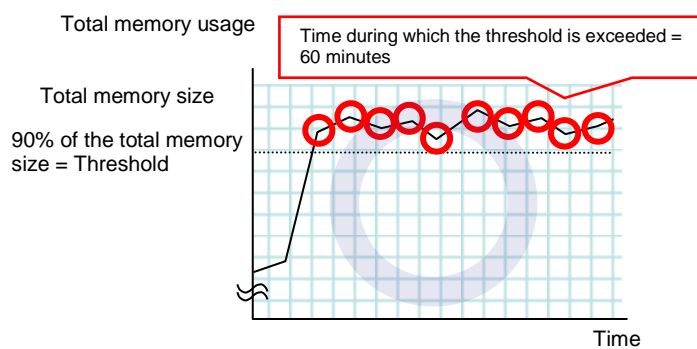 Total memory usage
Time during which the threshold is exceeded =
60 minutes
Total memory size
90% of the total memory
size = Threshold
Time